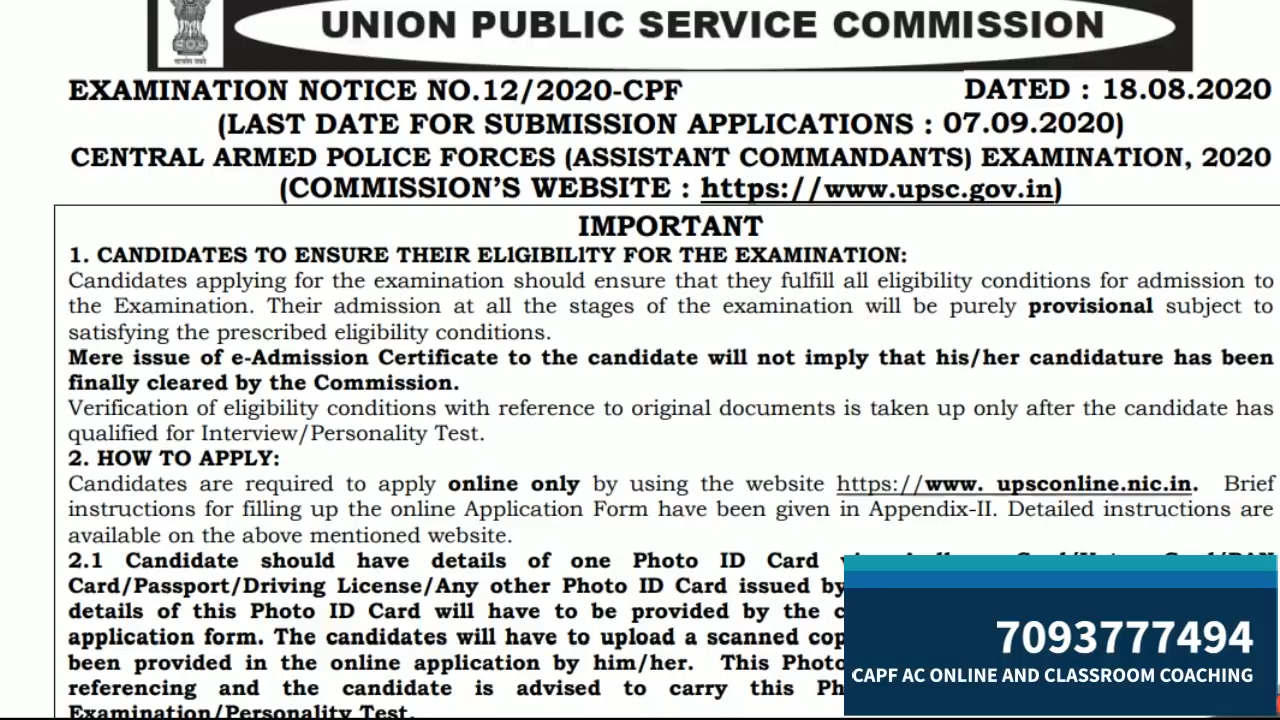 UNION PUBLIC SERVICE COMMISSION
EXAMINATION NOTICE NO.12/2020-CPF DATED : 18.08.2020
(LAST DATE FOR SUBMISSION APPLICATIONS : 07.09.2020)
CENTRAL ARMED POLICE FORCES (ASSISTANT COMMANDANTS) EXAMINATION, 2020
(COMMISSION'S WEBSITE : https://www.upsc.gov.in)
IMPORTANT
1. CANDIDATES TO ENSURE THEIR EL1GIBIL1TY FOR THE EXAMINATION:
Candidates applying for the examination should ensure that they fulfill all eligibility conditions for admission to
the Examination. Their admission at all the stages of the examination will be purely provisional subject to
satisfying the prescribed eligibility conditions.
Mere issue of e-Admission Certificate to the candidate will not imply that his/her candidature has been
finally cleared by the Commission.
Verification of eligibility conditions with reference to original documents is taken up only after the candidate has
qualified for Interview/Personality Test.
2. HOW TO APPLY:
Candidates are required to apply online only by using the website https://www. upsconline.nic.in. Brief
instructions for filling up the online Application Form have been given in Appendix-II. Detailed instructions are
available on the above mentioned website.
2.1 Candidate should have details of one Photo ID Card
Card/Passport/Driving License/Any other Photo ID Card issued by
details of this Photo ID Card will have to be provided by the
application form. The candidates will have to upload a scanned
been provided in the online application by him/her. This
referencing and the candidate is advised to carry this
Examination/Personality Test.
7093777494
CAPF AC ONLINE AND CLASSROOM COACHING